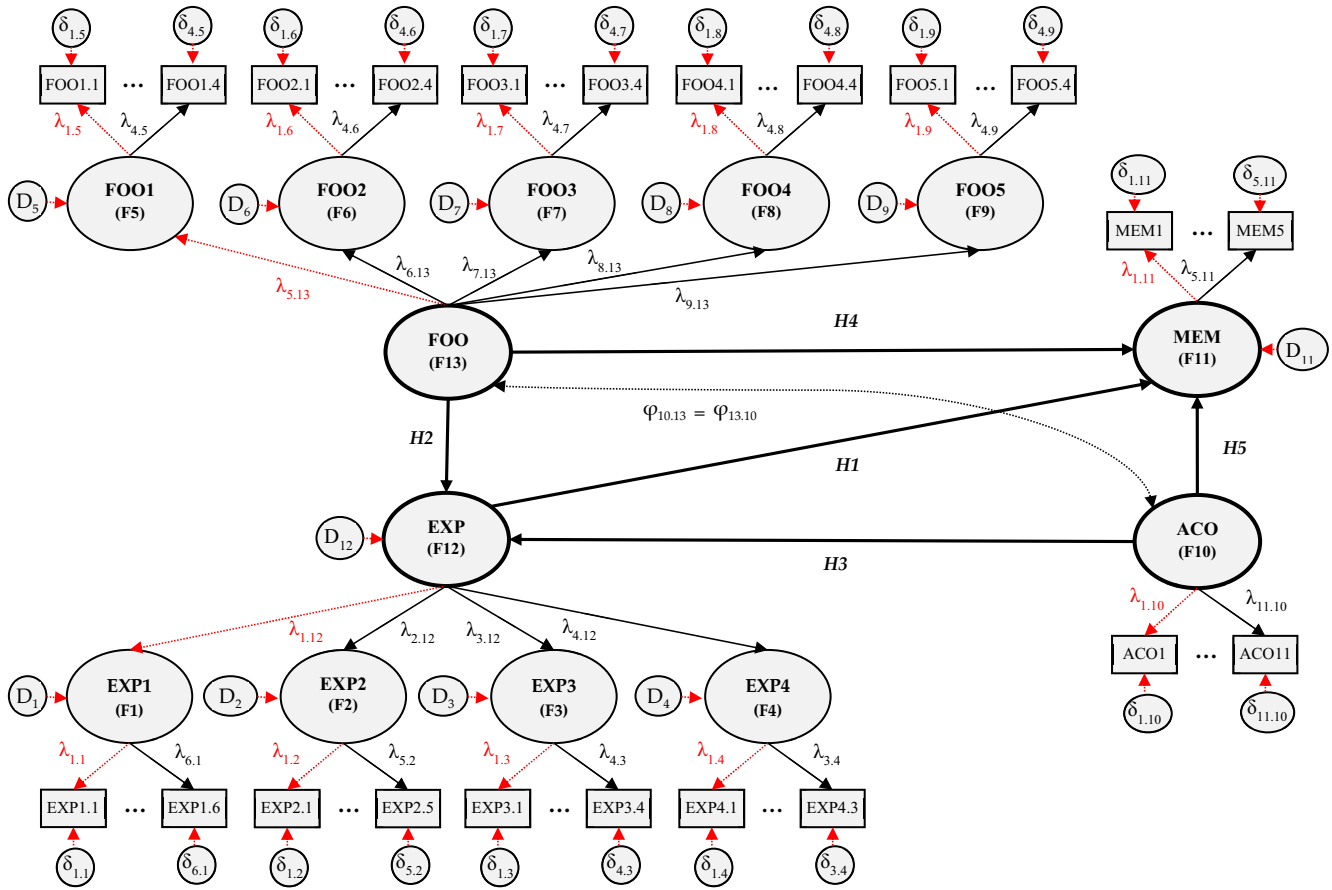 δ1.5 δ4.5 δ1.6 δ4.6 δ1.7 δ4.7 δ1.8 δ4.8 δ1.9 δ4.9
FOO1.1 ... FOO1.4 FOO2.1 ... FOO2.4 FOO3.1 ... FOO3.4 FOO4.1 ... FOO4.4 FOO5.1 ... FOO5.4
λ1.5 λ4.5 λ1.6 λ4.6 λ1.7 λ4.7 λ1.8 λ4.8 λ1.9 λ4.9
D5 FOO1 D6 FOO2 D7 FOO3 D8 FOO4 D9 FOO5
(F5) (F6) (F7) (F8) (F9)
δ1.11 δ5.11
MEM1 ... MEM5
λ1.11 λ5.11
λ5.13 λ6.13 λ7.13 λ8.13 λ9.13
FOO
(F13)
H4
MEM
(F11)
D11
φ10.13 = φ13.10
H2
H1
H5
D12
EXP
(F12)
H3
ACO
(F10)
λ1.10 λ11.10
ACO1 ... ACO11
δ1.10 δ11.10
λ1.12 λ2.12 λ3.12 λ4.12
D1 EXP1 D2 EXP2 D3 EXP3 D4 EXP4
(F1) (F2) (F3) (F4)
λ1.1 λ6.1 λ1.2 λ5.2 λ1.3 λ4.3 λ1.4 λ3.4
EXP1.1 ... EXP1.6 EXP2.1 ... EXP2.5 EXP3.1 ... EXP3.4 EXP4.1 ... EXP4.3
δ1.1 δ6.1 δ1.2 δ5.2 δ1.3 δ4.3 δ1.4 δ3.4